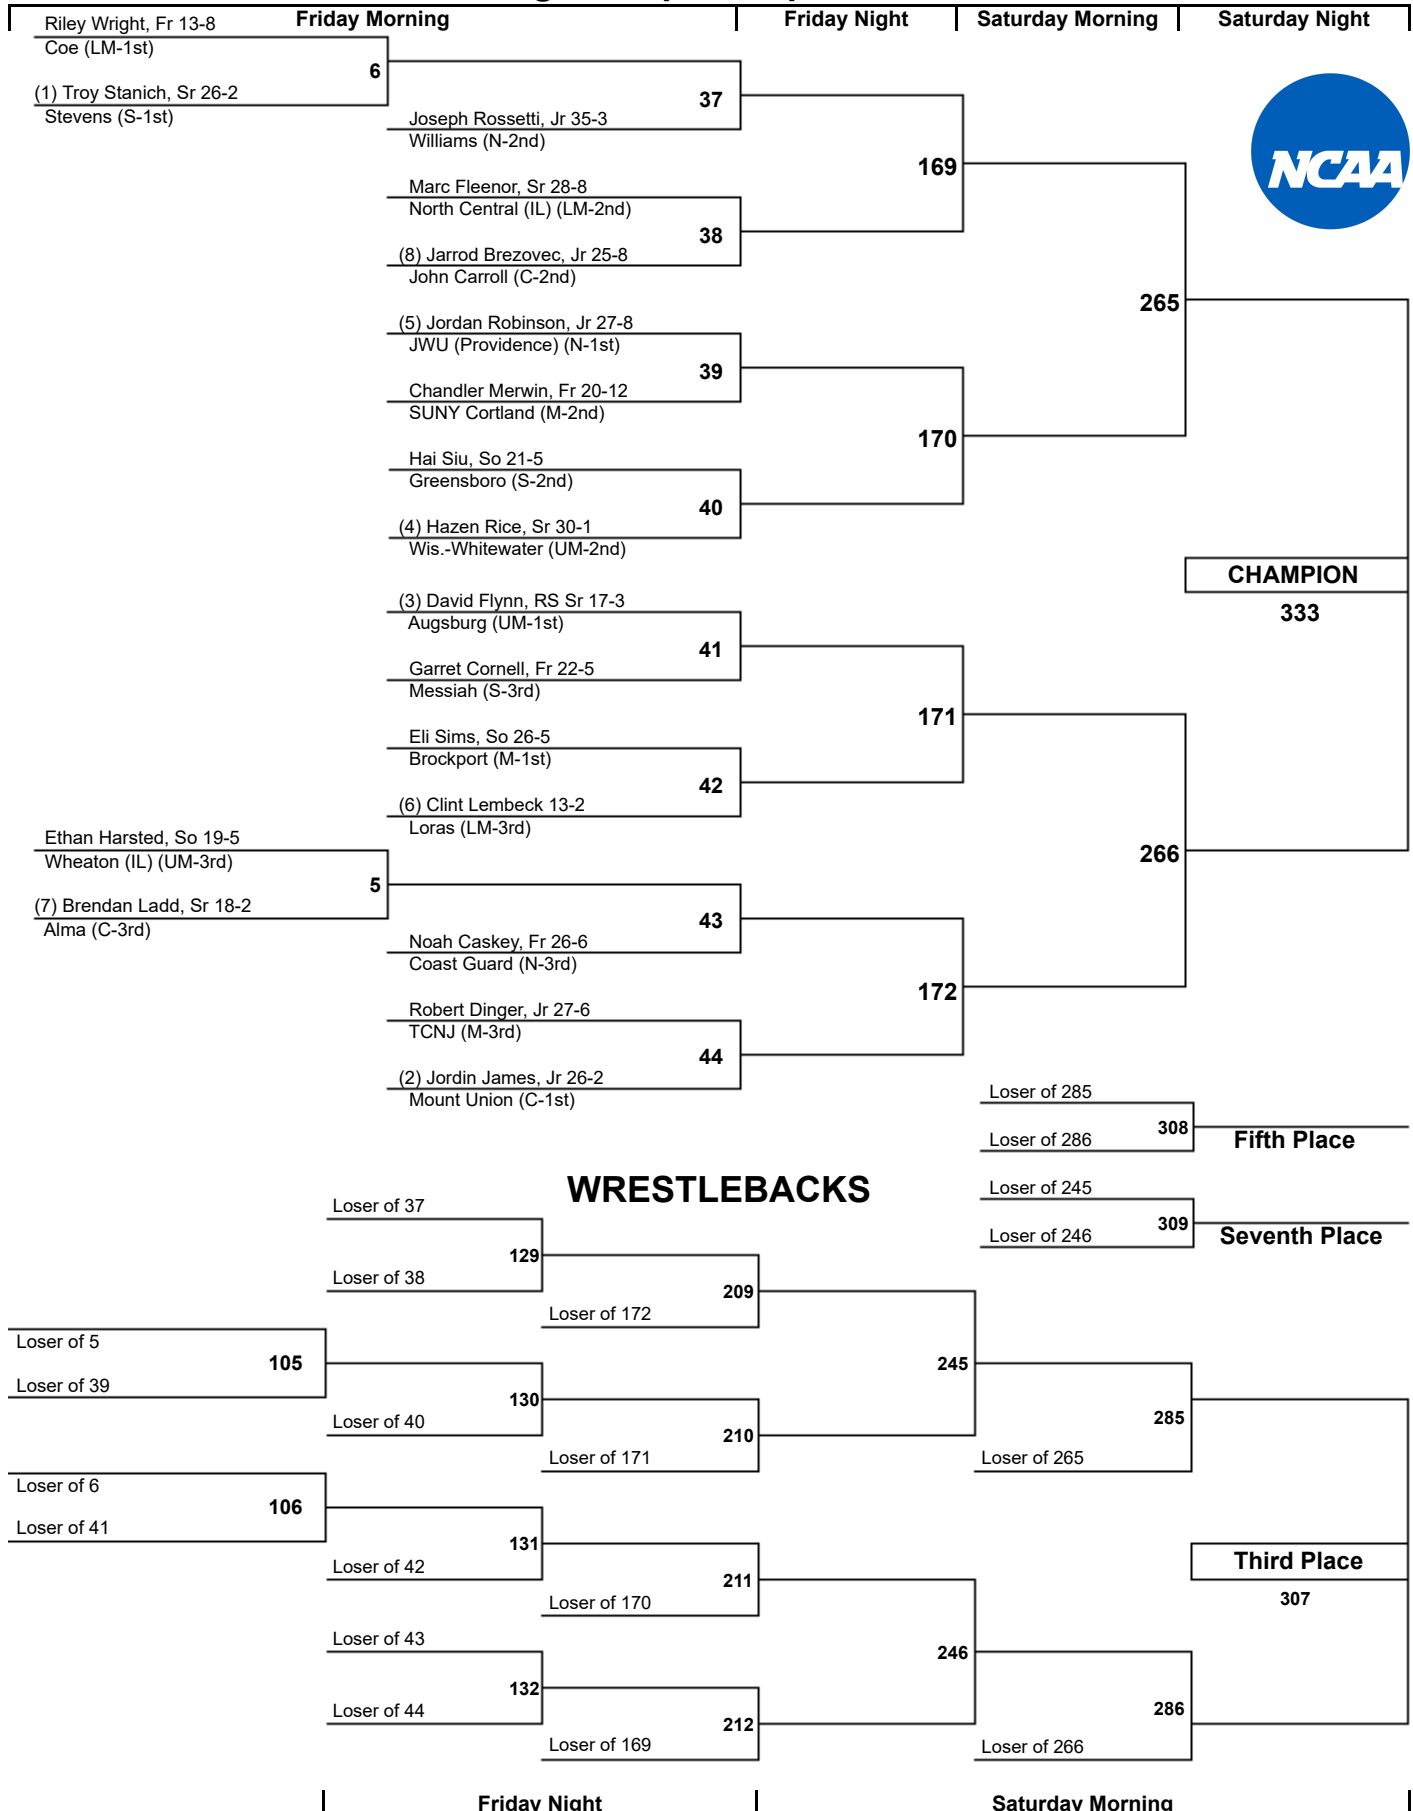 Friday Morning
Friday Night
Saturday Morning
Saturday Night
Riley Wright, Fr 13-8
Coe (LM-1st)
6
(1) Troy Stanich, Sr 26-2
Stevens (S-1st)
37
Joseph Rossetti, Jr 35-3
Williams (N-2nd)
169
NCAA
Marc Fleenor, Sr 28-8
North Central (IL) (LM-2nd)
38
(8) Jarrod Brezovec, Jr 25-8
John Carroll (C-2nd)
265
(5) Jordan Robinson, Jr 27-8
JWU (Providence) (N-1st)
39
Chandler Merwin, Fr 20-12
SUNY Cortland (M-2nd)
170
Hai Siu, So 21-5
Greensboro (S-2nd)
40
(4) Hazen Rice, Sr 30-1
Wis.-Whitewater (UM-2nd)
CHAMPION
333
(3) David Flynn, RS Sr 17-3
Augsburg (UM-1st)
41
Garret Cornell, Fr 22-5
Messiah (S-3rd)
171
Eli Sims, So 26-5
Brockport (M-1st)
42
(6) Clint Lembeck 13-2
Loras (LM-3rd)
Ethan Harsted, So 19-5
Wheaton (IL) (UM-3rd)
266
5
(7) Brendan Ladd, Sr 18-2
Alma (C-3rd)
43
Noah Caskey, Fr 26-6
Coast Guard (N-3rd)
172
Robert Dinger, Jr 27-6
TCNJ (M-3rd)
44
(2) Jordin James, Jr 26-2
Mount Union (C-1st)
Loser of 285
308
Fifth Place
Loser of 286
WRESTLEBACKS
Loser of 245
309
Seventh Place
Loser of 246
Loser of 37
129
Loser of 38
209
Loser of 172
Loser of 5
105
Loser of 39
245
130
Loser of 40
210
285
Loser of 171
Loser of 265
Loser of 6
106
Loser of 41
131
Loser of 42
211
Third Place
307
Loser of 170
Loser of 43
246
132
Loser of 44
212
286
Loser of 169
Loser of 266
Friday Night
Saturday Morning